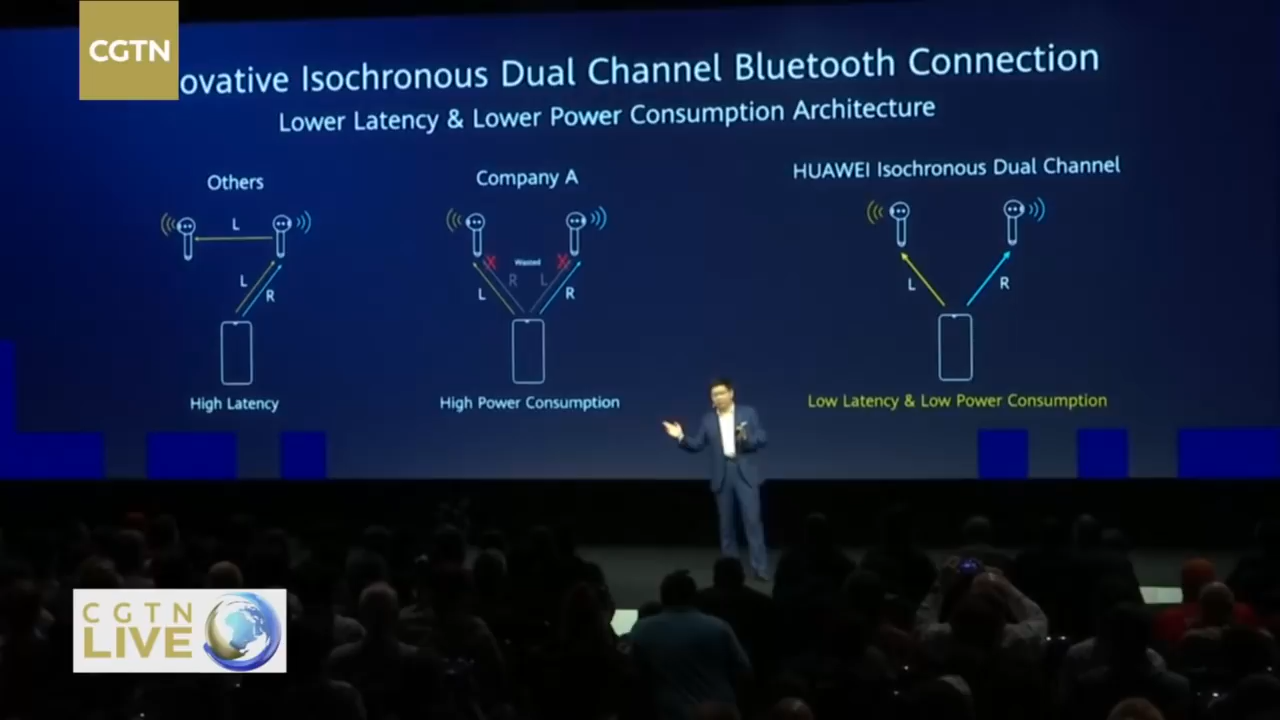 CGTN
ovative Isochronous Dual Channel Bluetooth Connection
Lower Latency & Lower Power Consumption Architecture
Others
Company A
HUAWEI Isochronous Dual Channel
L
L
R
High Latency
Wasted
R
L
L
R
High Power Consumption
L
R
Low Latency & Low Power Consumption
CGTN
LIVE